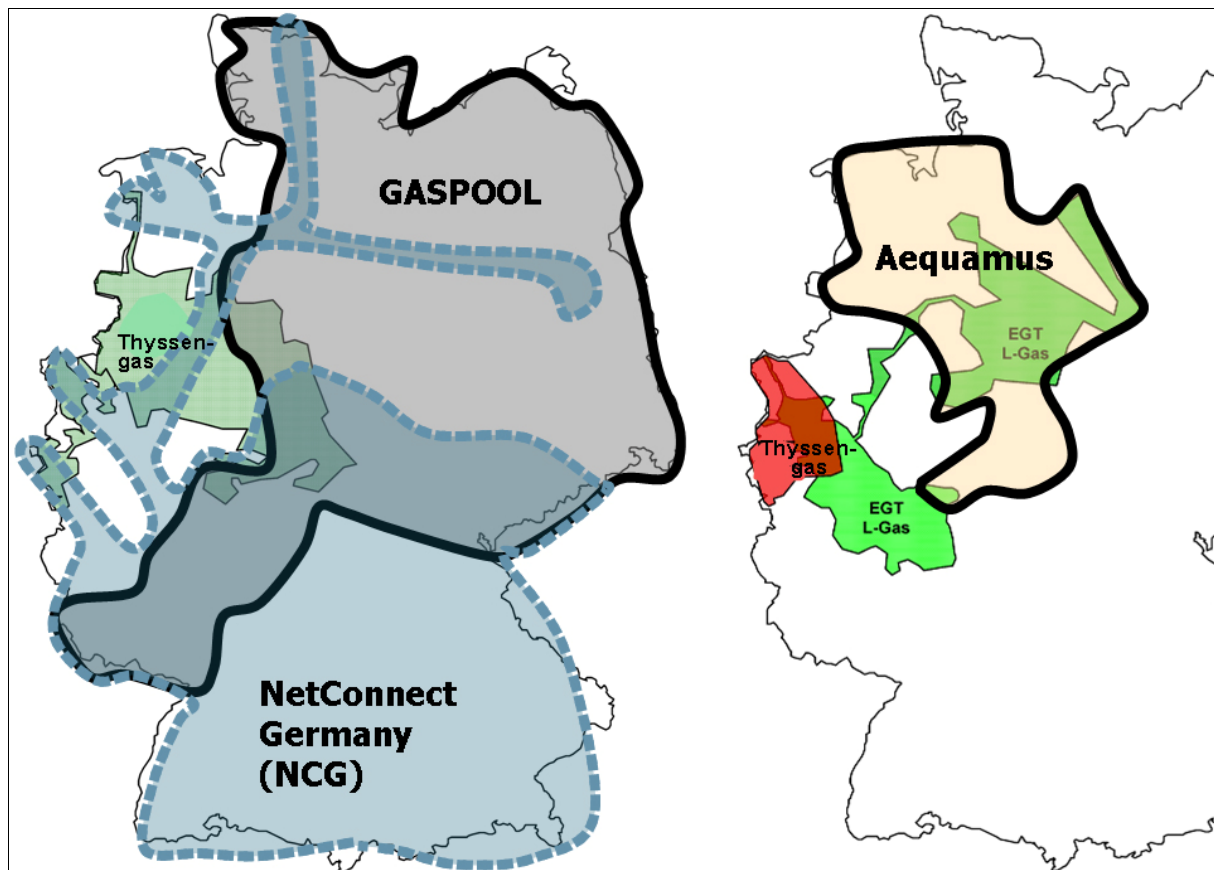 GASPOOL
Thyssen-
gas
NetConnect
Germany
(NCG)
Aequamus
EGT
L-Gas
Thyssen-
gas
EGT
L-Gas